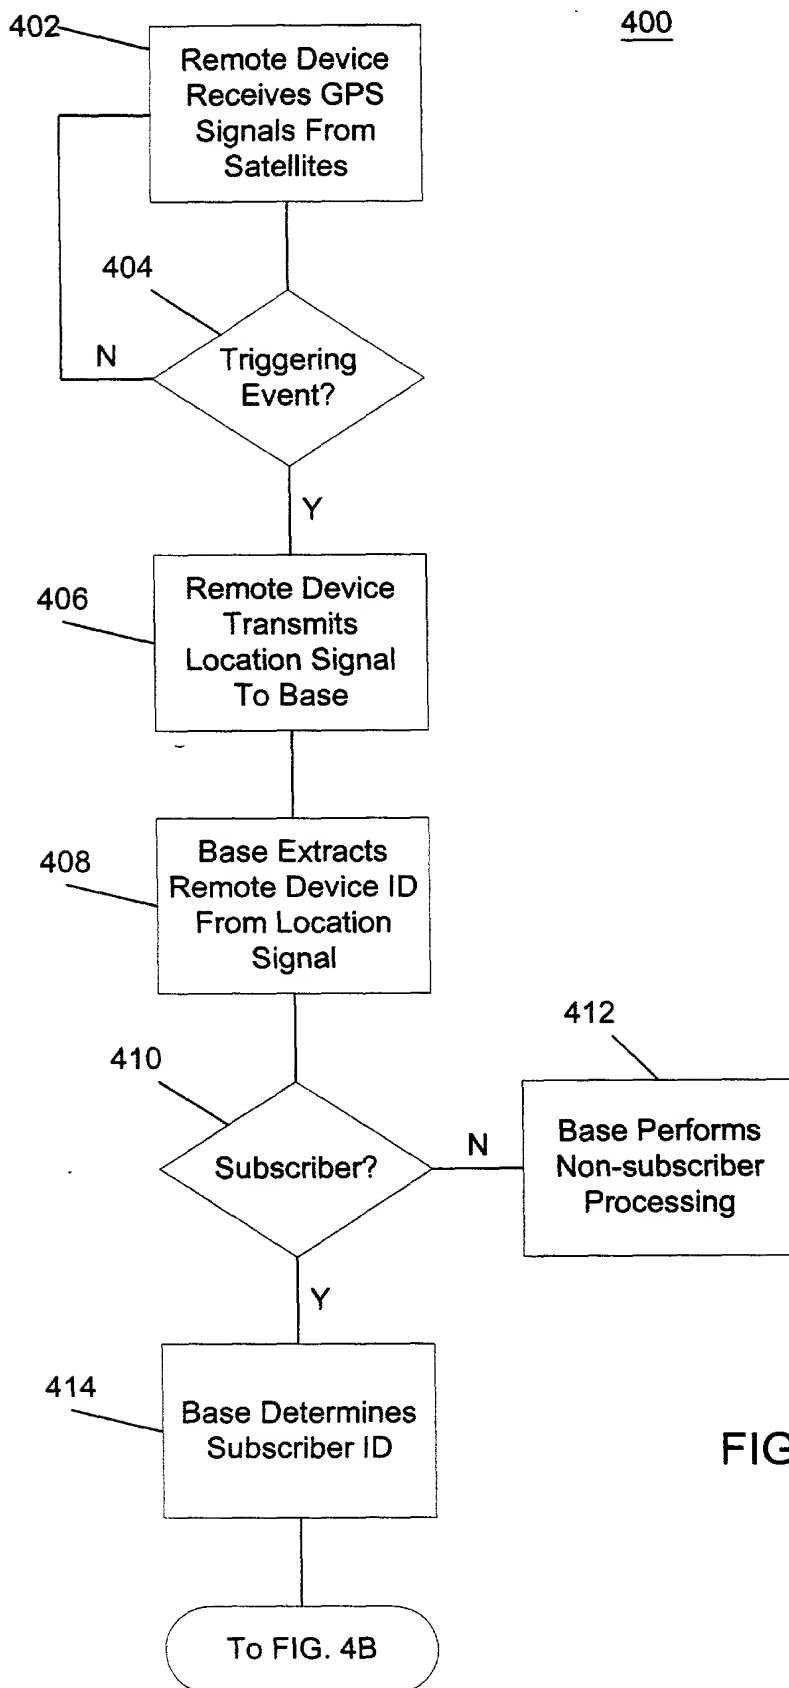 402
400
Remote Device
Receives GPS
Signals From
Satellites
404
N
Triggering
Event?
Y
406
Remote Device
Transmits
Location Signal
To Base
408
Base Extracts
Remote Device ID
From Location
Signal
412
410
Subscriber?
N
Base Performs
Non-subscriber
Processing
Y
414
Base Determines
Subscriber ID
FIG
To FIG. 4B